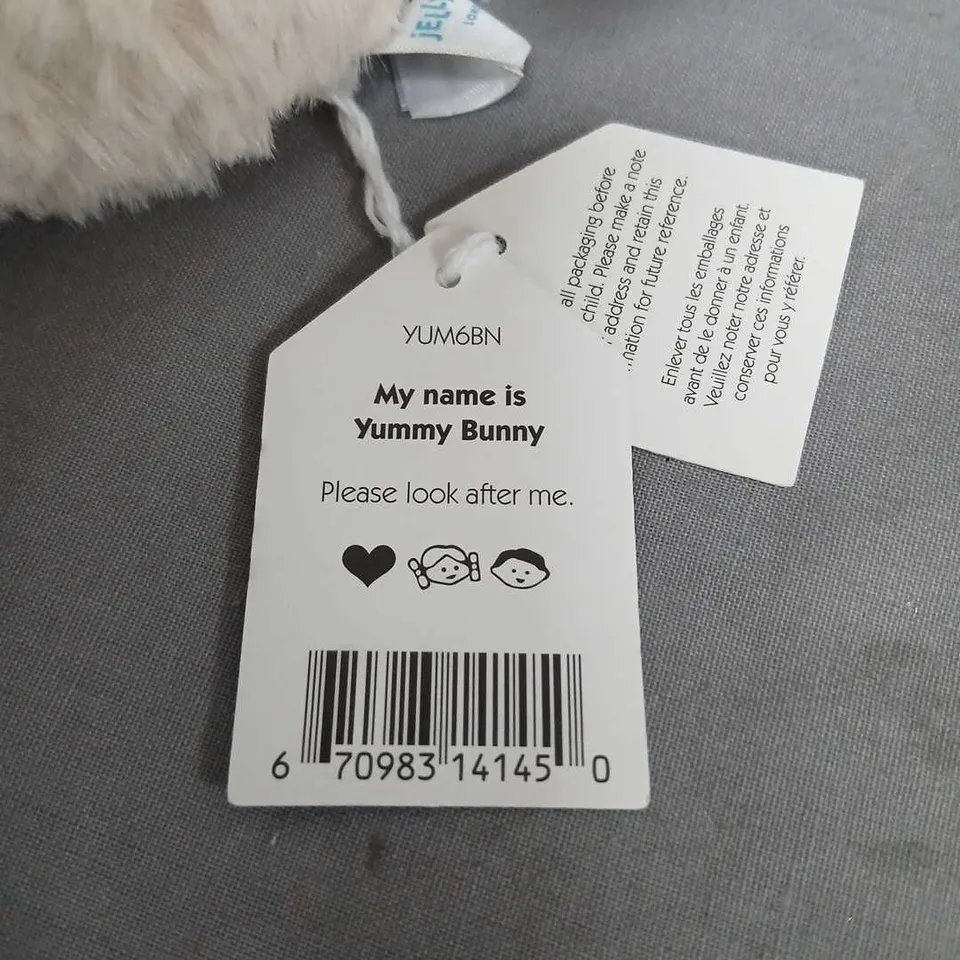 YUM6BN
My name is
Yummy Bunny
Please look after me.
6 70983 14145 0
all packaging before
child. Please make a note
address and retain this
for future reference.
Enlever tous les emballages
avant de le donner à un enfant.
Veuillez noter notre adresse et
conserver ces informations
pour vous y référer.